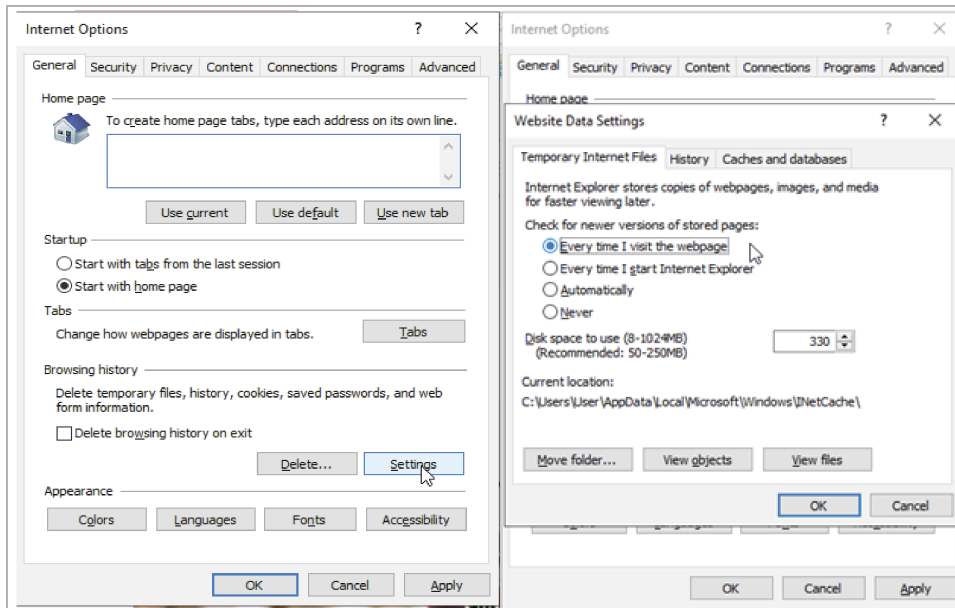 Internet Options ? X
General Security Privacy Content Connections Programs Advanced
Home page
To create home page tabs, type each address on its own line.
Use current Use default Use new tab
Startup
Start with tabs from the last session
Start with home page
Tabs
Change how webpages are displayed in tabs. Tabs
Browsing history
Delete temporary files, history, cookies, saved passwords, and web
form information.
Delete browsing history on exit
Delete... Settings
Appearance
Colors Languages Fonts Accessibility
OK Cancel Apply
Internet Options ? X
General Security Privacy Content Connections Programs Advanced
Home page
Website Data Settings ? X
Temporary Internet Files History Caches and databases
Internet Explorer stores copies of webpages, images, and media
for faster viewing later.
Check for newer versions of stored pages:
Every time I visit the webpage
Every time I start Internet Explorer
Automatically
Never
Disk space to use (8-1024MB) 330
(Recommended: 50-250MB)
Current location:
C:\Users\User\AppData\Local\Microsoft\Windows\INetCache\
Move folder... View objects View files
OK Cancel
OK Cancel Apply